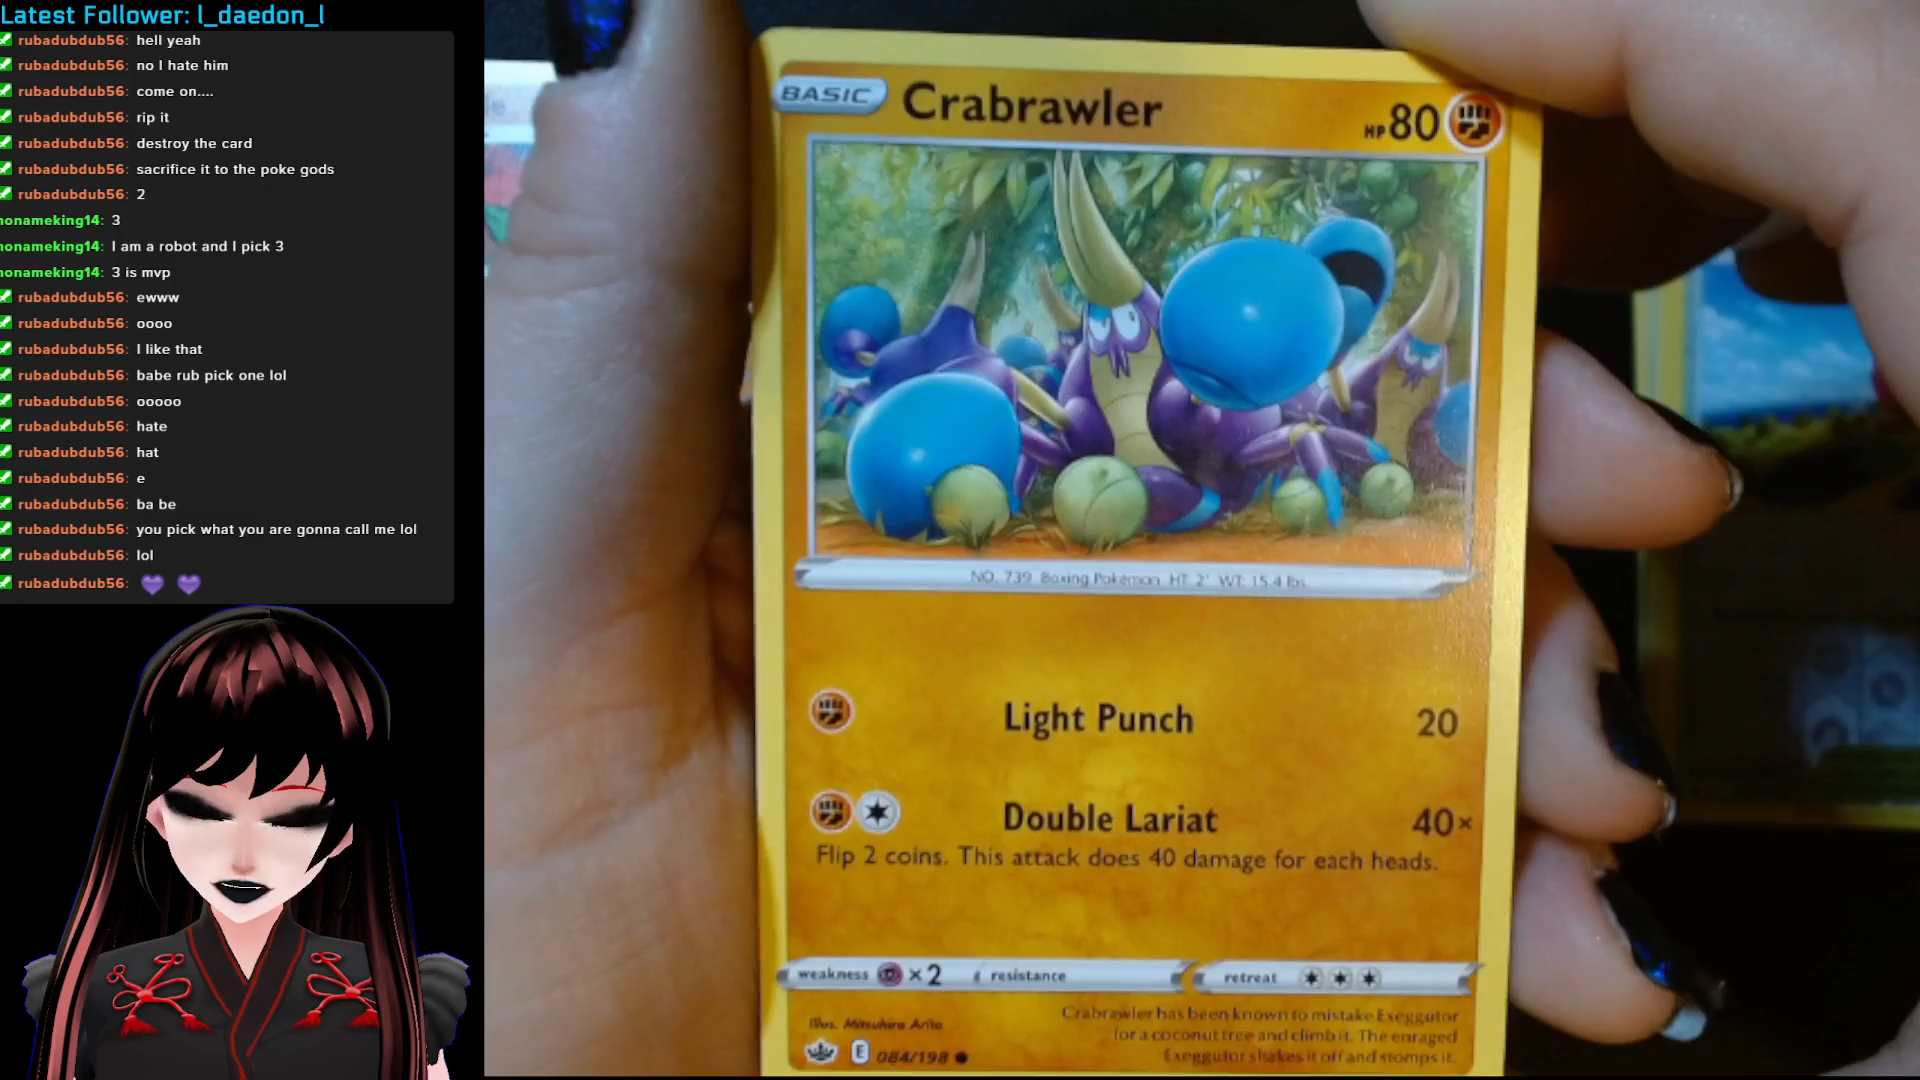 Latest Follower: l_daedon_l
rubadubdub56: hell yeah
rubadubdub56: no I hate him
rubadubdub56: come on....
rubadubdub56: rip it
rubadubdub56: destroy the card
rubadubdub56: sacrifice it to the poke gods
rubadubdub56: 2
nonameking14: 3
nonameking14: I am a robot and I pick 3
nonameking14: 3 is mvp
rubadubdub56: ewww
rubadubdub56: oooo
rubadubdub56: I like that
rubadubdub56: babe rub pick one lol
rubadubdub56: ooooo
rubadubdub56: hate
rubadubdub56: hat
rubadubdub56: e
rubadubdub56: ba be
rubadubdub56: you pick what you are gonna call me lol
rubadubdub56: lol
rubadubdub56:
BASIC Crabrawler HP 80
NO. 739 Boxing Pokémon HT: 2' WT: 15.4 lbs.
Light Punch 20
Double Lariat 40×
Flip 2 coins. This attack does 40 damage for each heads.
weakness ×2 resistance retreat
Illus. Mitsuhiro Arita
Crabrawler has been known to mistake Exeggutor
for a coconut tree and climb it. The enraged
Exeggutor shakes it off and stomps it.
E 084/198